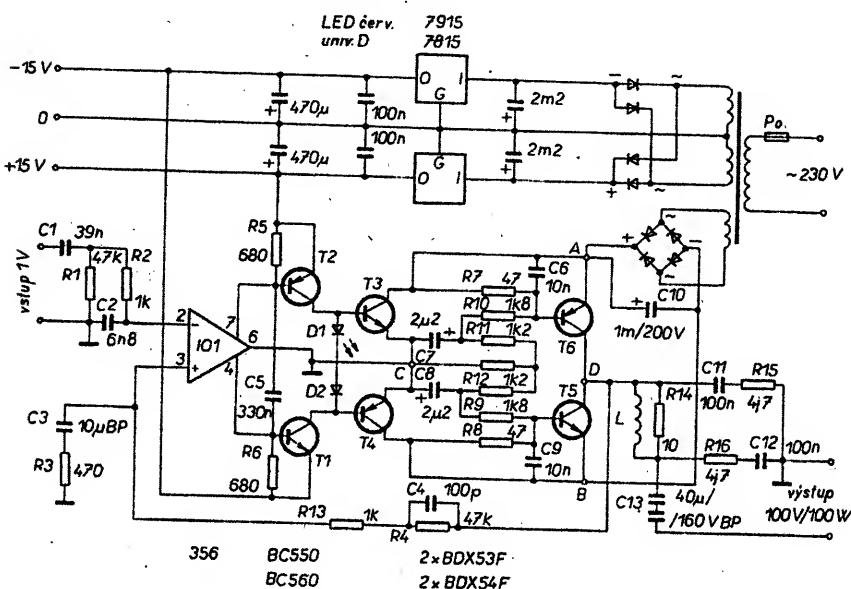 LED červ. 7915
univ. D 7815
-15 V
0
+15 V
470µ
100n
100n
470µ
O I
G
G
O I
2m2
2m2
Po.
~230 V
C1 39n
47k R2
R1
1k
vstup 1V
C2
6n8
R5
680
T2
T3
D1
D2
2 -
3 +
7
4
6
IO1
C5
330n
R6
680
T1
T4
C3 10µBP
R3 470
R7 47
R10 1k8
R11 1k2
2µ2
C7
C C8
2µ2
R12 1k2
R9 1k8
R8 47
C6
10n
C9
10n
A
T6
D
T5
B
C10
1m/200V
C11
100n
R15
4j7
R14
L
10
R16
4j7
C12
100n
C13
40µ/
/160VBP
výstup
100V/100W
C4 100p
R13 1k
R4 47k
356 BC550 2×BDX53F
BC560 2×BDX54F